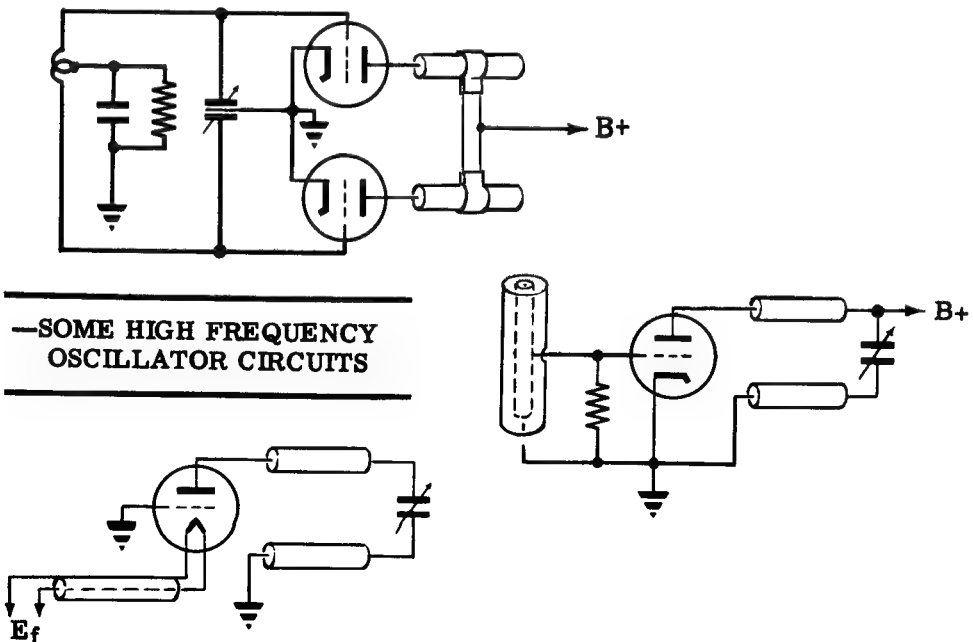 B+
—SOME HIGH FREQUENCY
OSCILLATOR CIRCUITS
B+
Ef